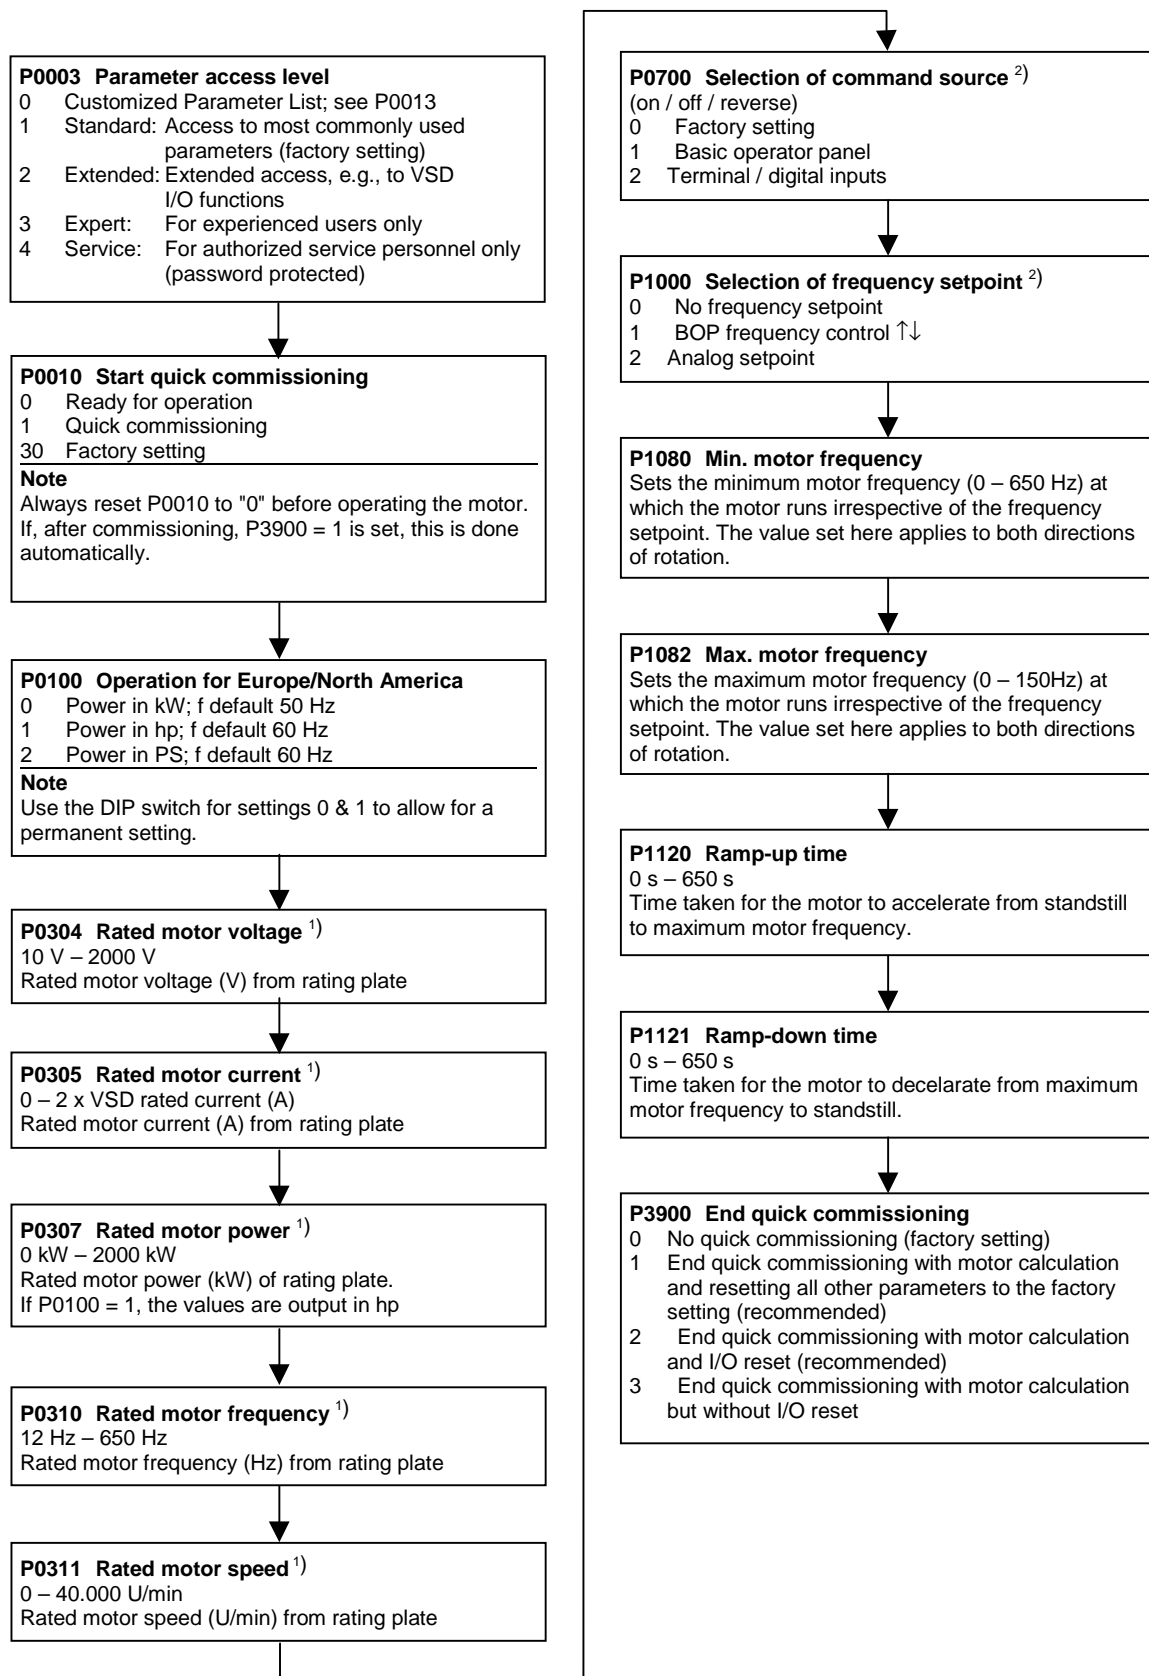 P0003 Parameter access level
0 Customized Parameter List; see P0013
1 Standard: Access to most commonly used
parameters (factory setting)
2 Extended: Extended access, e.g., to VSD
I/O functions
3 Expert: For experienced users only
4 Service: For authorized service personnel only
(password protected)
P0010 Start quick commissioning
0 Ready for operation
1 Quick commissioning
30 Factory setting
Note
Always reset P0010 to "0" before operating the motor.
If, after commissioning, P3900 = 1 is set, this is done
automatically.
P0100 Operation for Europe/North America
0 Power in kW; f default 50 Hz
1 Power in hp; f default 60 Hz
2 Power in PS; f default 60 Hz
Note
Use the DIP switch for settings 0 & 1 to allow for a
permanent setting.
P0304 Rated motor voltage 1)
10 V – 2000 V
Rated motor voltage (V) from rating plate
P0305 Rated motor current 1)
0 – 2 x VSD rated current (A)
Rated motor current (A) from rating plate
P0307 Rated motor power 1)
0 kW – 2000 kW
Rated motor power (kW) of rating plate.
If P0100 = 1, the values are output in hp
P0310 Rated motor frequency 1)
12 Hz – 650 Hz
Rated motor frequency (Hz) from rating plate
P0311 Rated motor speed 1)
0 – 40.000 U/min
Rated motor speed (U/min) from rating plate
P0700 Selection of command source 2)
(on / off / reverse)
0 Factory setting
1 Basic operator panel
2 Terminal / digital inputs
P1000 Selection of frequency setpoint 2)
0 No frequency setpoint
1 BOP frequency control ↑↓
2 Analog setpoint
P1080 Min. motor frequency
Sets the minimum motor frequency (0 – 650 Hz) at
which the motor runs irrespective of the frequency
setpoint. The value set here applies to both directions
of rotation.
P1082 Max. motor frequency
Sets the maximum motor frequency (0 – 150Hz) at
which the motor runs irrespective of the frequency
setpoint. The value set here applies to both directions
of rotation.
P1120 Ramp-up time
0 s – 650 s
Time taken for the motor to accelerate from standstill
to maximum motor frequency.
P1121 Ramp-down time
0 s – 650 s
Time taken for the motor to decelarate from maximum
motor frequency to standstill.
P3900 End quick commissioning
0 No quick commissioning (factory setting)
1 End quick commissioning with motor calculation
and resetting all other parameters to the factory
setting (recommended)
2 End quick commissioning with motor calculation
and I/O reset (recommended)
3 End quick commissioning with motor calculation
but without I/O reset